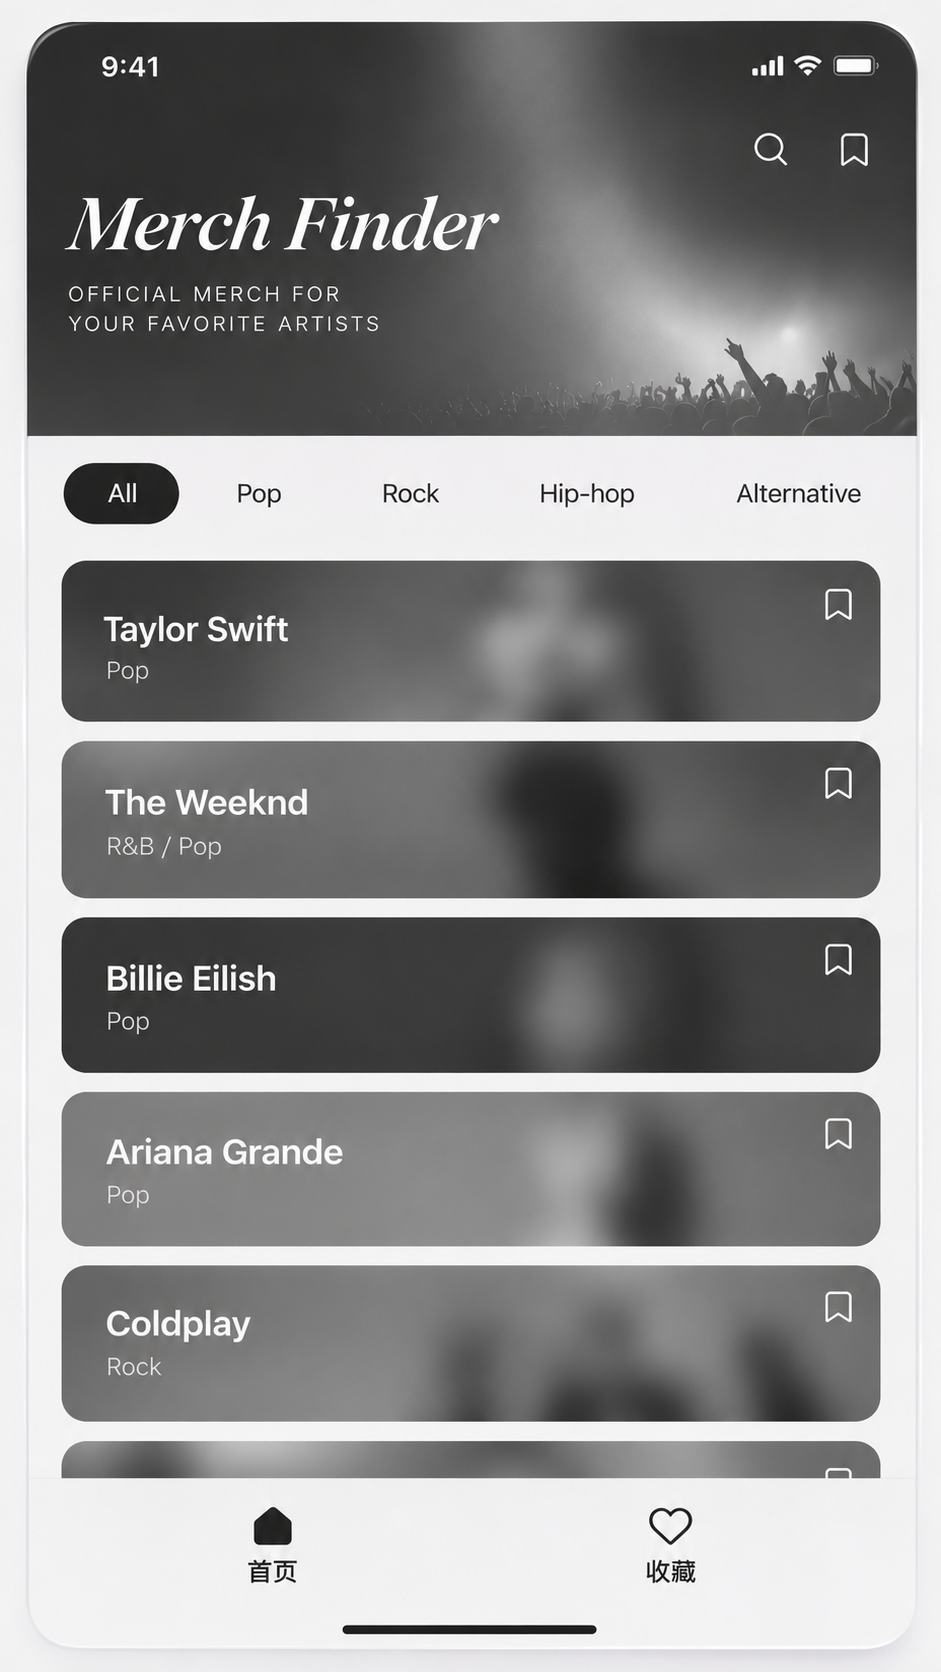 9:41
Merch Finder
OFFICIAL MERCH FOR
YOUR FAVORITE ARTISTS
All Pop Rock Hip-hop Alternative
Taylor Swift
Pop
The Weeknd
R&B / Pop
Billie Eilish
Pop
Ariana Grande
Pop
Coldplay
Rock
首页 收藏